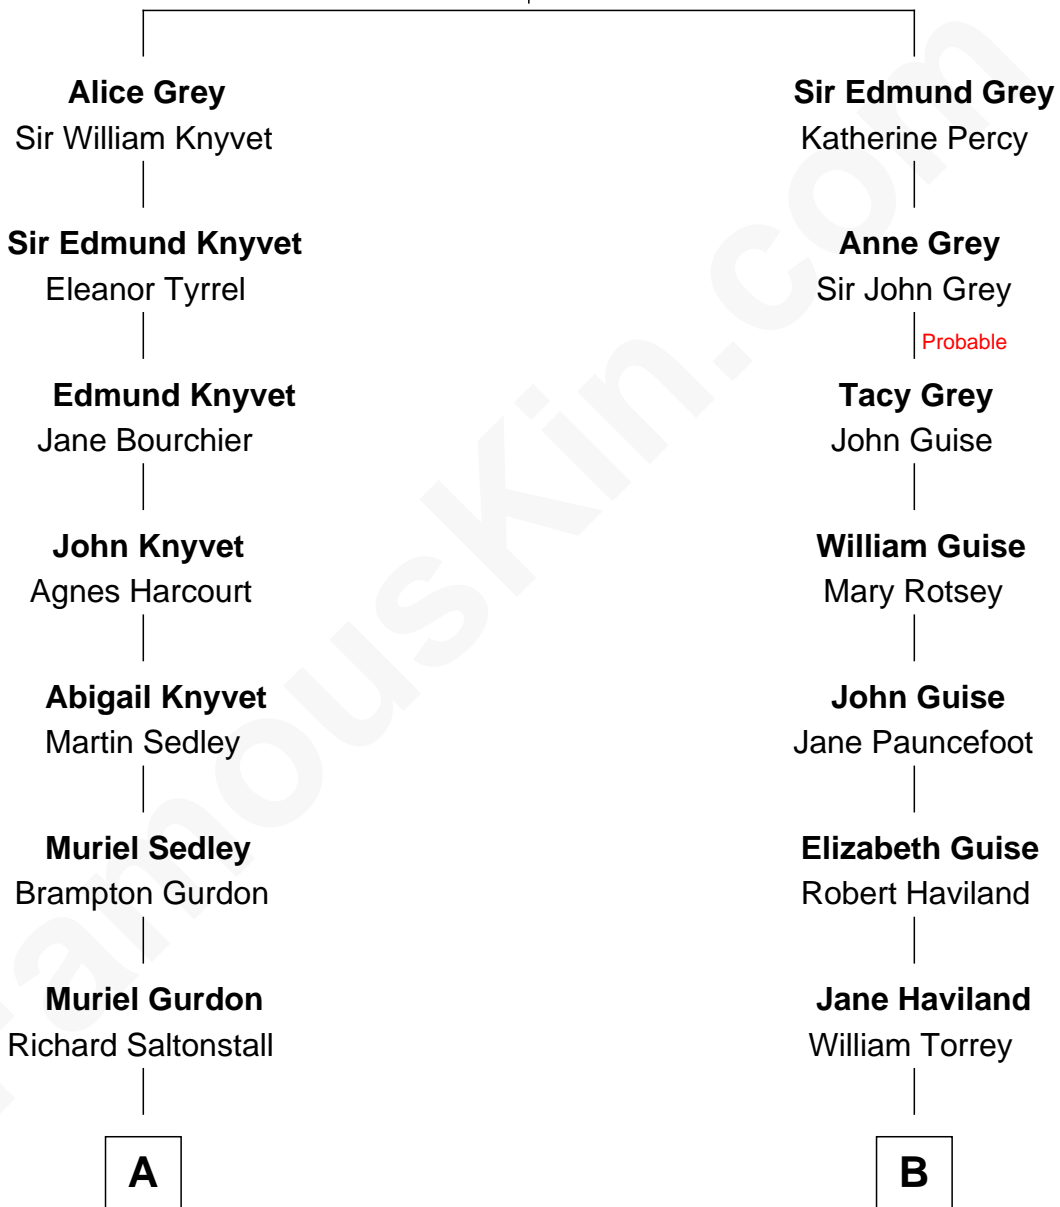 Alice Grey
Sir William Knyvet
Sir Edmund Knyvet
Eleanor Tyrrel
Edmund Knyvet
Jane Bourchier
John Knyvet
Agnes Harcourt
Abigail Knyvet
Martin Sedley
Muriel Sedley
Brampton Gurdon
Muriel Gurdon
Richard Saltonstall
A
Sir Edmund Grey
Katherine Percy
Anne Grey
Sir John Grey
Probable
Tacy Grey
John Guise
William Guise
Mary Rotsey
John Guise
Jane Pauncefoot
Elizabeth Guise
Robert Haviland
Jane Haviland
William Torrey
B
FamousKin.com